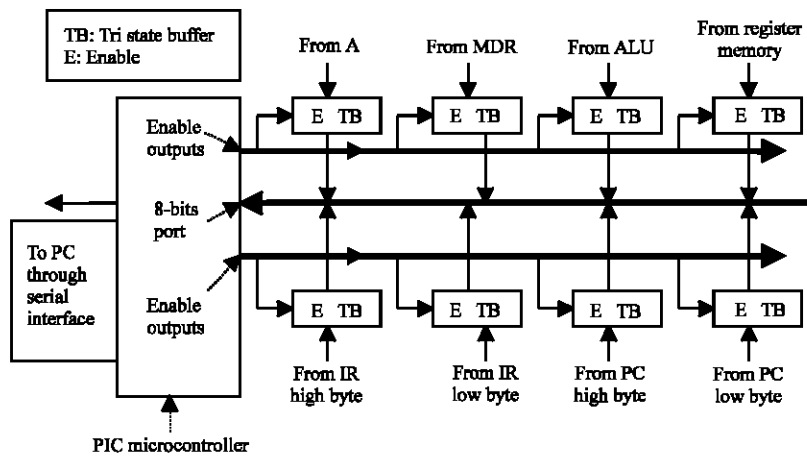 TB: Tri state buffer
E: Enable
From A
From MDR
From ALU
From register
memory
E TB
E TB
E TB
E TB
Enable
outputs
8-bits
port
To PC
through
serial
interface
Enable
outputs
E TB
E TB
E TB
E TB
From IR
high byte
From IR
low byte
From PC
high byte
From PC
low byte
PIC microcontroller